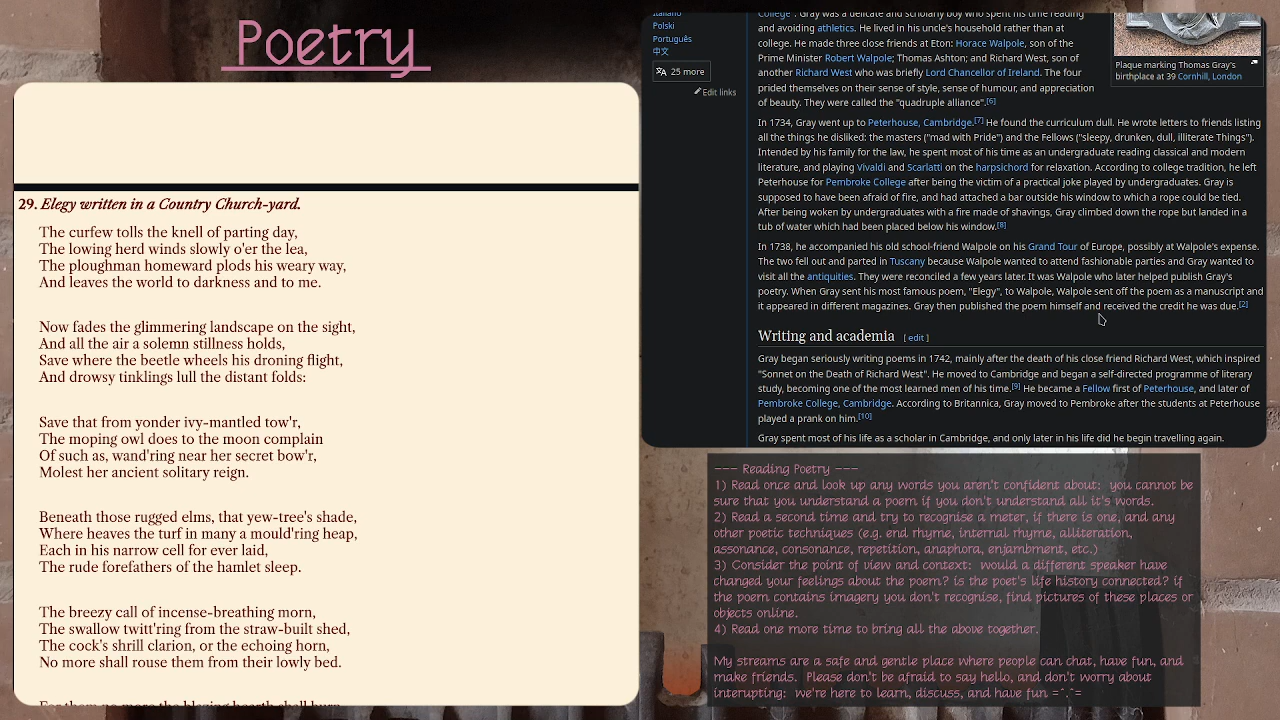 Poetry
29. Elegy written in a Country Church-yard.
The curfew tolls the knell of parting day,
The lowing herd winds slowly o'er the lea,
The ploughman homeward plods his weary way,
And leaves the world to darkness and to me.
Now fades the glimmering landscape on the sight,
And all the air a solemn stillness holds,
Save where the beetle wheels his droning flight,
And drowsy tinklings lull the distant folds:
Save that from yonder ivy-mantled tow'r,
The moping owl does to the moon complain
Of such as, wand'ring near her secret bow'r,
Molest her ancient solitary reign.
Beneath those rugged elms, that yew-tree's shade,
Where heaves the turf in many a mould'ring heap,
Each in his narrow cell for ever laid,
The rude forefathers of the hamlet sleep.
The breezy call of incense-breathing morn,
The swallow twitt'ring from the straw-built shed,
The cock's shrill clarion, or the echoing horn,
No more shall rouse them from their lowly bed.
For them no more the blazing hearth shall burn
Italiano
Polski
Português
中文
25 more
Edit links
College". Gray was a delicate and scholarly boy who spent his time reading
and avoiding athletics. He lived in his uncle's household rather than at
college. He made three close friends at Eton: Horace Walpole, son of the
Prime Minister Robert Walpole; Thomas Ashton; and Richard West, son of
another Richard West who was briefly Lord Chancellor of Ireland. The four
prided themselves on their sense of style, sense of humour, and appreciation
of beauty. They were called the "quadruple alliance".[6]
Plaque marking Thomas Gray's
birthplace at 39 Cornhill, London
In 1734, Gray went up to Peterhouse, Cambridge.[7] He found the curriculum dull. He wrote letters to friends listing
all the things he disliked: the masters ("mad with Pride") and the Fellows ("sleepy, drunken, dull, illiterate Things").
Intended by his family for the law, he spent most of his time as an undergraduate reading classical and modern
literature, and playing Vivaldi and Scarlatti on the harpsichord for relaxation. According to college tradition, he left
Peterhouse for Pembroke College after being the victim of a practical joke played by undergraduates. Gray is
supposed to have been afraid of fire, and had attached a bar outside his window to which a rope could be tied.
After being woken by undergraduates with a fire made of shavings, Gray climbed down the rope but landed in a
tub of water which had been placed below his window.[8]
In 1738, he accompanied his old school-friend Walpole on his Grand Tour of Europe, possibly at Walpole's expense.
The two fell out and parted in Tuscany because Walpole wanted to attend fashionable parties and Gray wanted to
visit all the antiquities. They were reconciled a few years later. It was Walpole who later helped publish Gray's
poetry. When Gray sent his most famous poem, "Elegy", to Walpole, Walpole sent off the poem as a manuscript and
it appeared in different magazines. Gray then published the poem himself and received the credit he was due.[2]
Writing and academia [ edit ]
Gray began seriously writing poems in 1742, mainly after the death of his close friend Richard West, which inspired
"Sonnet on the Death of Richard West". He moved to Cambridge and began a self-directed programme of literary
study, becoming one of the most learned men of his time.[9] He became a Fellow first of Peterhouse, and later of
Pembroke College, Cambridge. According to Britannica, Gray moved to Pembroke after the students at Peterhouse
played a prank on him.[10]
Gray spent most of his life as a scholar in Cambridge, and only later in his life did he begin travelling again.
--- Reading Poetry ---
1) Read once and look up any words you aren't confident about: you cannot be
sure that you understand a poem if you don't understand all it's words.
2) Read a second time and try to recognise a meter, if there is one, and any
other poetic techniques (e.g. end rhyme, internal rhyme, alliteration,
assonance, consonance, repetition, anaphora, enjambment, etc.)
3) Consider the point of view and context: would a different speaker have
changed your feelings about the poem? is the poet's life history connected? if
the poem contains imagery you don't recognise, find pictures of these places or
objects online.
4) Read one more time to bring all the above together.
My streams are a safe and gentle place where people can chat, have fun, and
make friends. Please don't be afraid to say hello, and don't worry about
interupting: we're here to learn, discuss, and have fun =^.^=